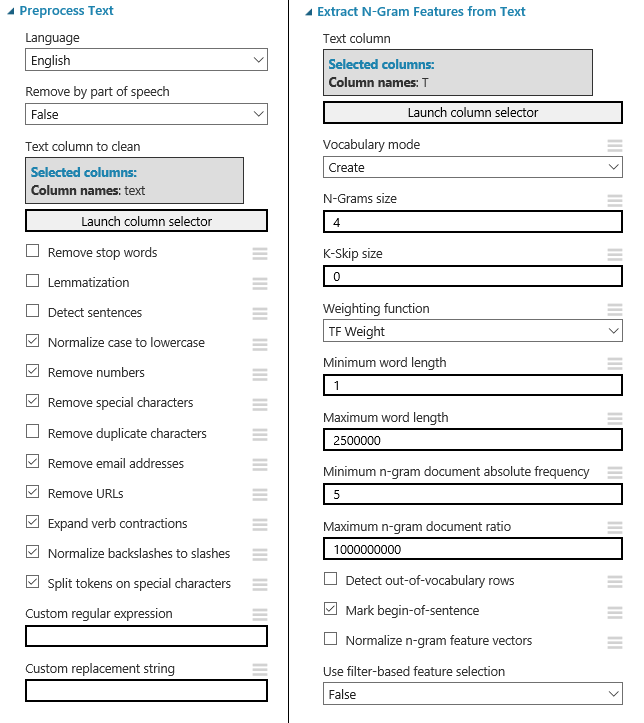 Preprocess Text
Language
English
Remove by part of speech
False
Text column to clean
Selected columns:
Column names: text
Launch column selector
Remove stop words
Lemmatization
Detect sentences
Normalize case to lowercase
Remove numbers
Remove special characters
Remove duplicate characters
Remove email addresses
Remove URLs
Expand verb contractions
Normalize backslashes to slashes
Split tokens on special characters
Custom regular expression
Custom replacement string
Extract N-Gram Features from Text
Text column
Selected columns:
Column names: T
Launch column selector
Vocabulary mode
Create
N-Grams size
4
K-Skip size
0
Weighting function
TF Weight
Minimum word length
1
Maximum word length
2500000
Minimum n-gram document absolute frequency
5
Maximum n-gram document ratio
1000000000
Detect out-of-vocabulary rows
Mark begin-of-sentence
Normalize n-gram feature vectors
Use filter-based feature selection
False